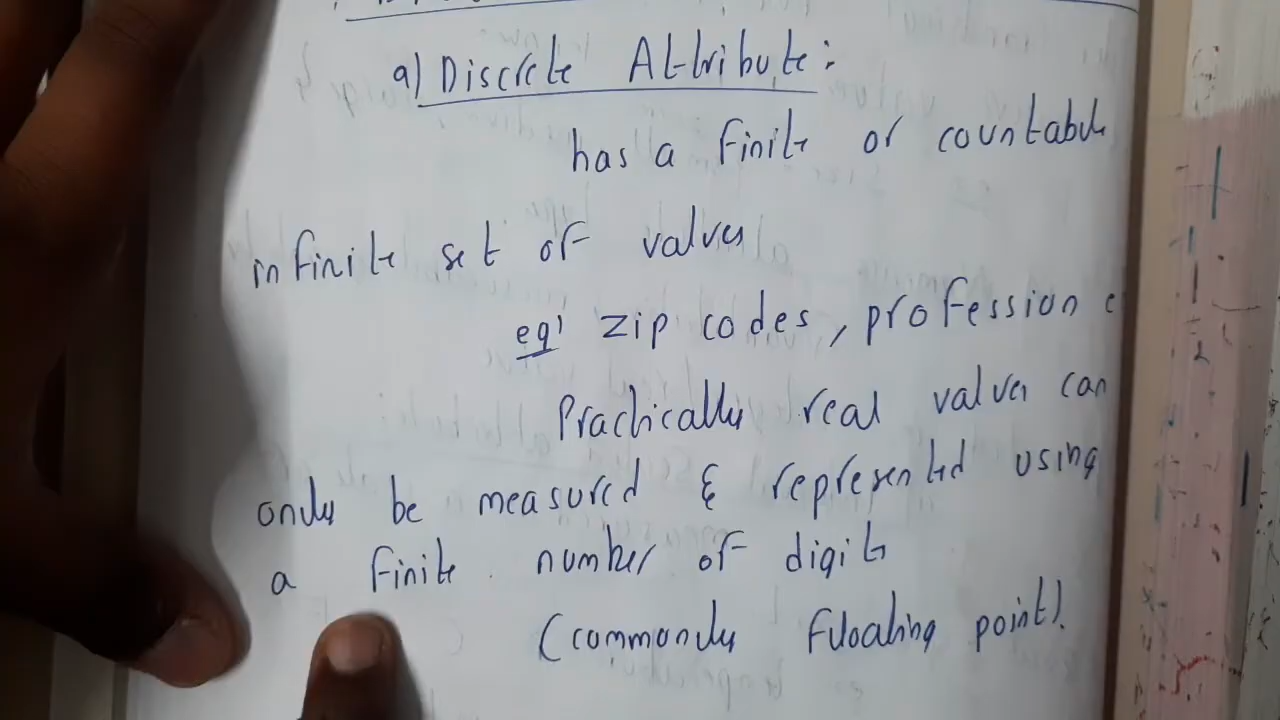 a) Discrete Attribute:
has a finite or countable
infinite set of values
eg: zip codes, profession
Practically real values can
only be measured & represented using
a finite number of digits
(commonly floating point).